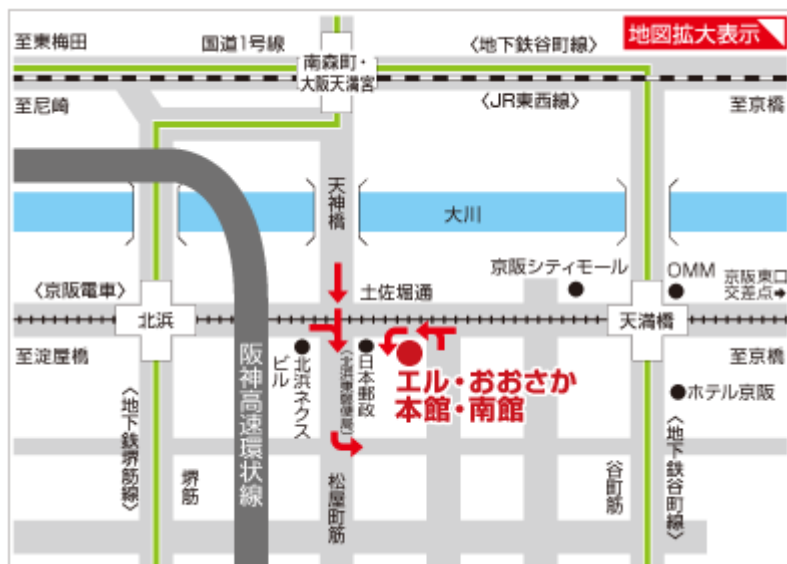 至東梅田
国道1号線
〈地下鉄谷町線〉
地図拡大表示
南森町・
大阪天満宮
至尼崎
〈JR東西線〉
至京橋
天神橋
大川
京阪シティモール
OMM
京阪東口
交差点➔
〈京阪電車〉
土佐堀通
北浜
天満橋
至淀屋橋
阪神高速環状線
北浜ネクス
ビル
(北浜東郵便局)
日本郵政
エル・おおさか
本館・南館
至京橋
ホテル京阪
〈地下鉄堺筋線〉
堺筋
松屋町筋
谷町筋
〈地下鉄谷町線〉